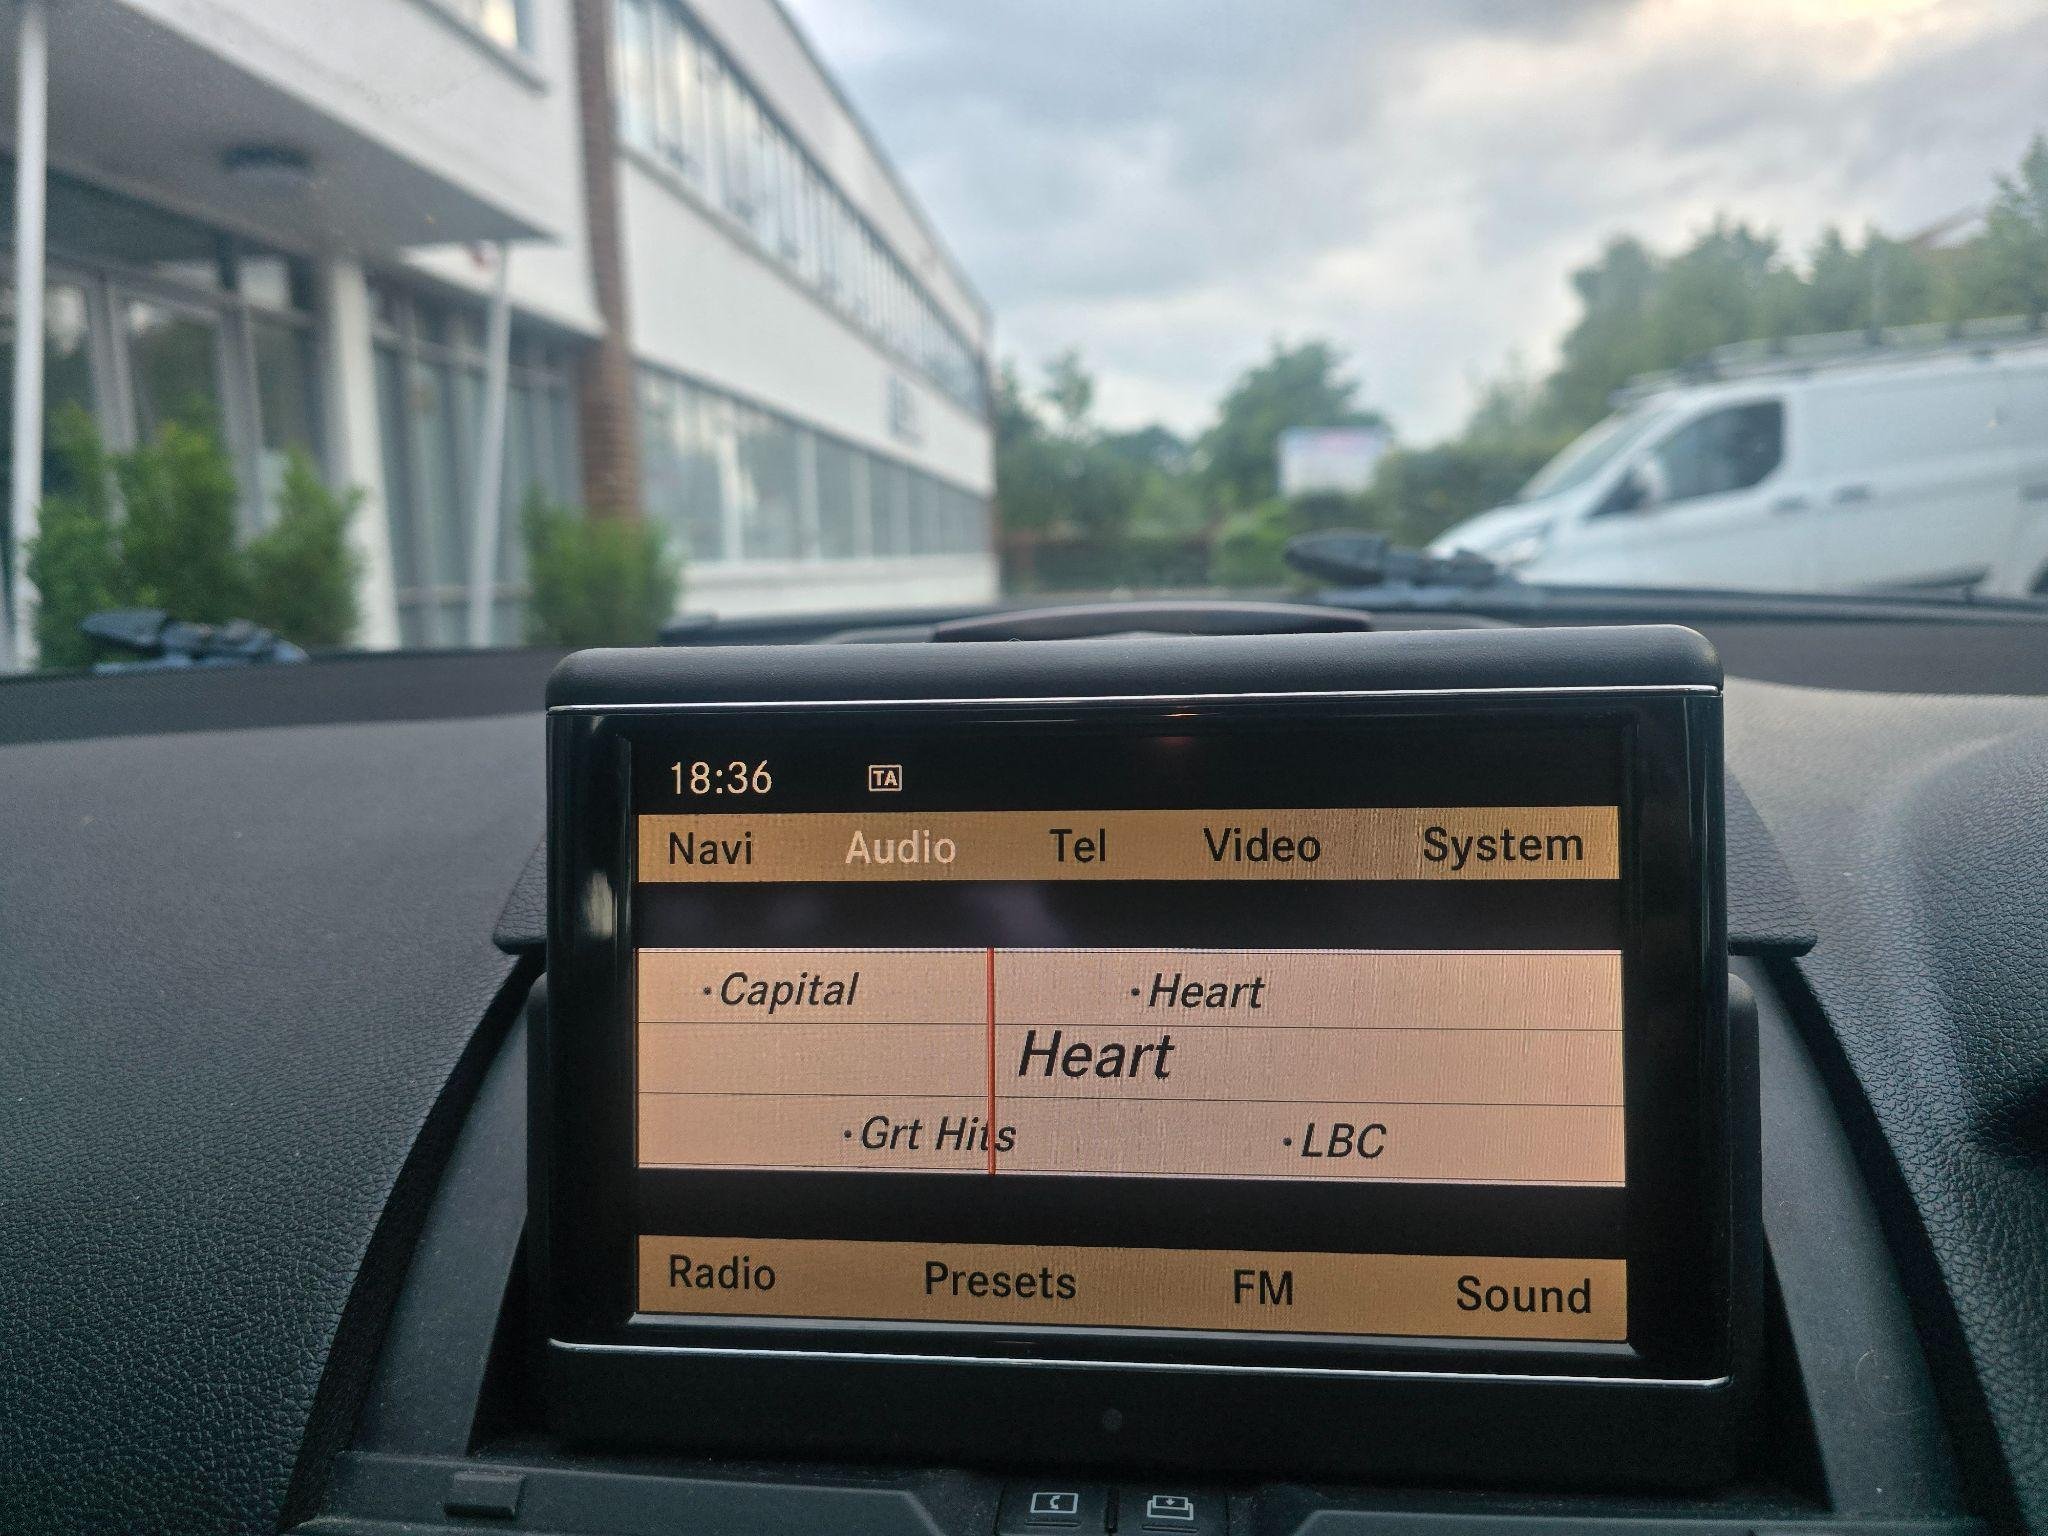 18:36 TA
Navi Audio Tel Video System
·Capital ·Heart
Heart
·Grt Hits ·LBC
Radio Presets FM Sound